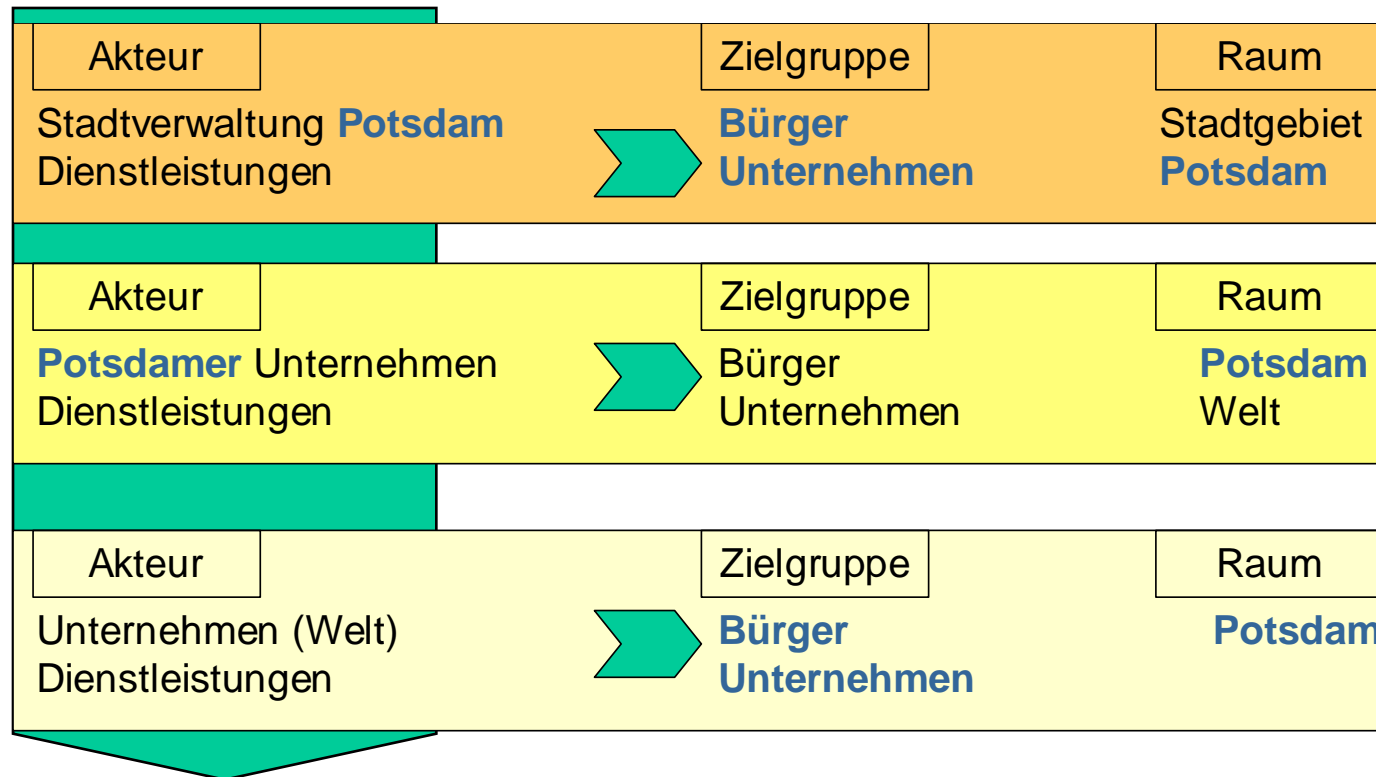 Akteur
Zielgruppe
Raum
Stadtverwaltung Potsdam
Dienstleistungen
Bürger
Unternehmen
Stadtgebiet
Potsdam
Akteur
Zielgruppe
Raum
Potsdamer Unternehmen
Dienstleistungen
Bürger
Unternehmen
Potsdam
Welt
Akteur
Zielgruppe
Raum
Unternehmen (Welt)
Dienstleistungen
Bürger
Unternehmen
Potsdam